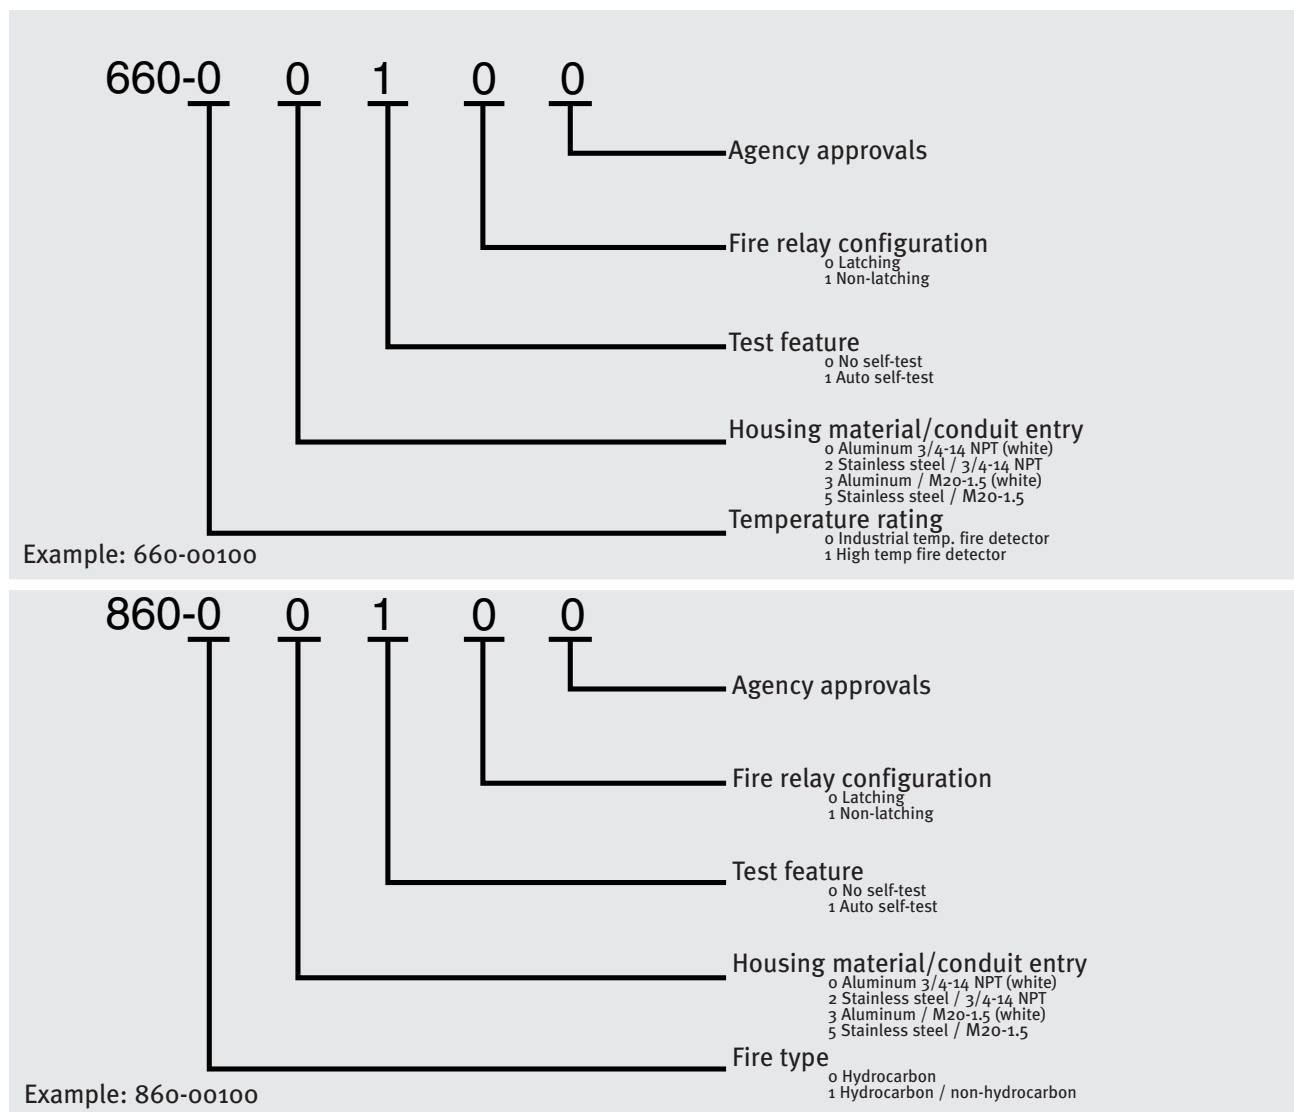 660-0 0 1 0 0
Agency approvals
Fire relay configuration
0 Latching
1 Non-latching
Test feature
0 No self-test
1 Auto self-test
Housing material/conduit entry
0 Aluminum 3/4-14 NPT (white)
2 Stainless steel / 3/4-14 NPT
3 Aluminum / M20-1.5 (white)
5 Stainless steel / M20-1.5
Temperature rating
0 Industrial temp. fire detector
1 High temp fire detector
Example: 660-00100
860-0 0 1 0 0
Agency approvals
Fire relay configuration
0 Latching
1 Non-latching
Test feature
0 No self-test
1 Auto self-test
Housing material/conduit entry
0 Aluminum 3/4-14 NPT (white)
2 Stainless steel / 3/4-14 NPT
3 Aluminum / M20-1.5 (white)
5 Stainless steel / M20-1.5
Fire type
0 Hydrocarbon
1 Hydrocarbon / non-hydrocarbon
Example: 860-00100